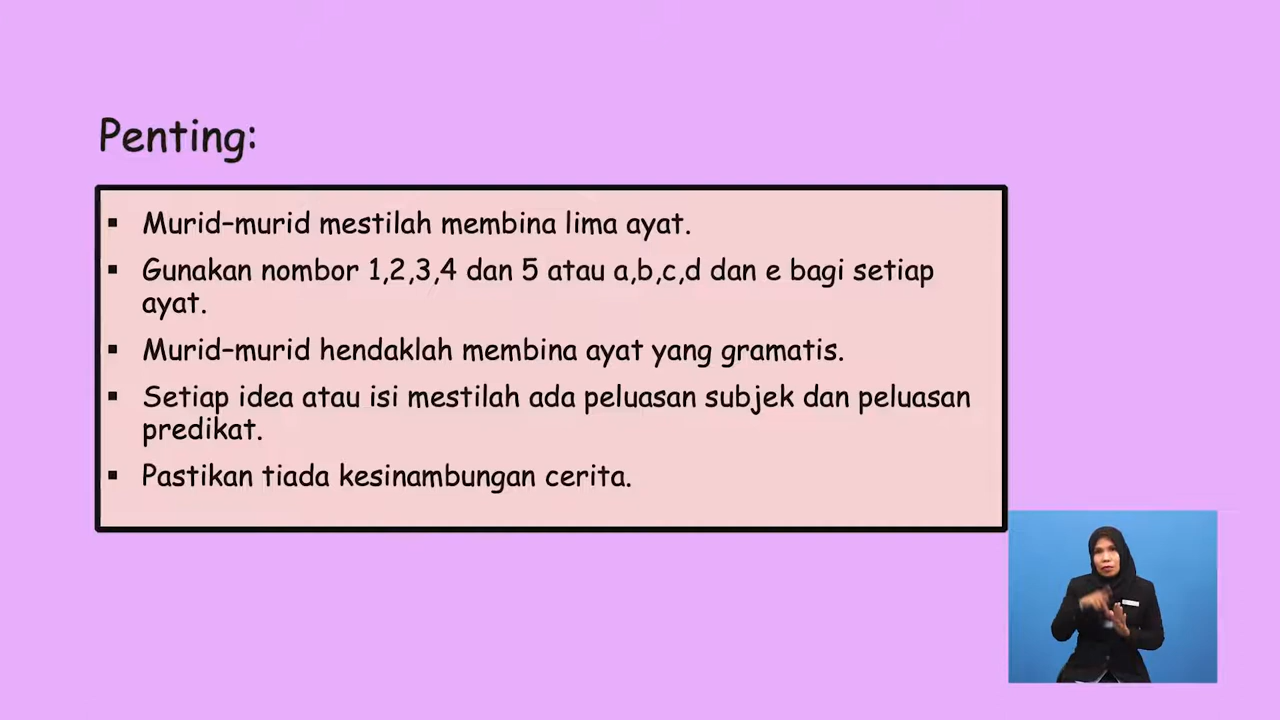 Penting:
▪ Murid–murid mestilah membina lima ayat.
▪ Gunakan nombor 1,2,3,4 dan 5 atau a,b,c,d dan e bagi setiap
ayat.
▪ Murid–murid hendaklah membina ayat yang gramatis.
▪ Setiap idea atau isi mestilah ada peluasan subjek dan peluasan
predikat.
▪ Pastikan tiada kesinambungan cerita.